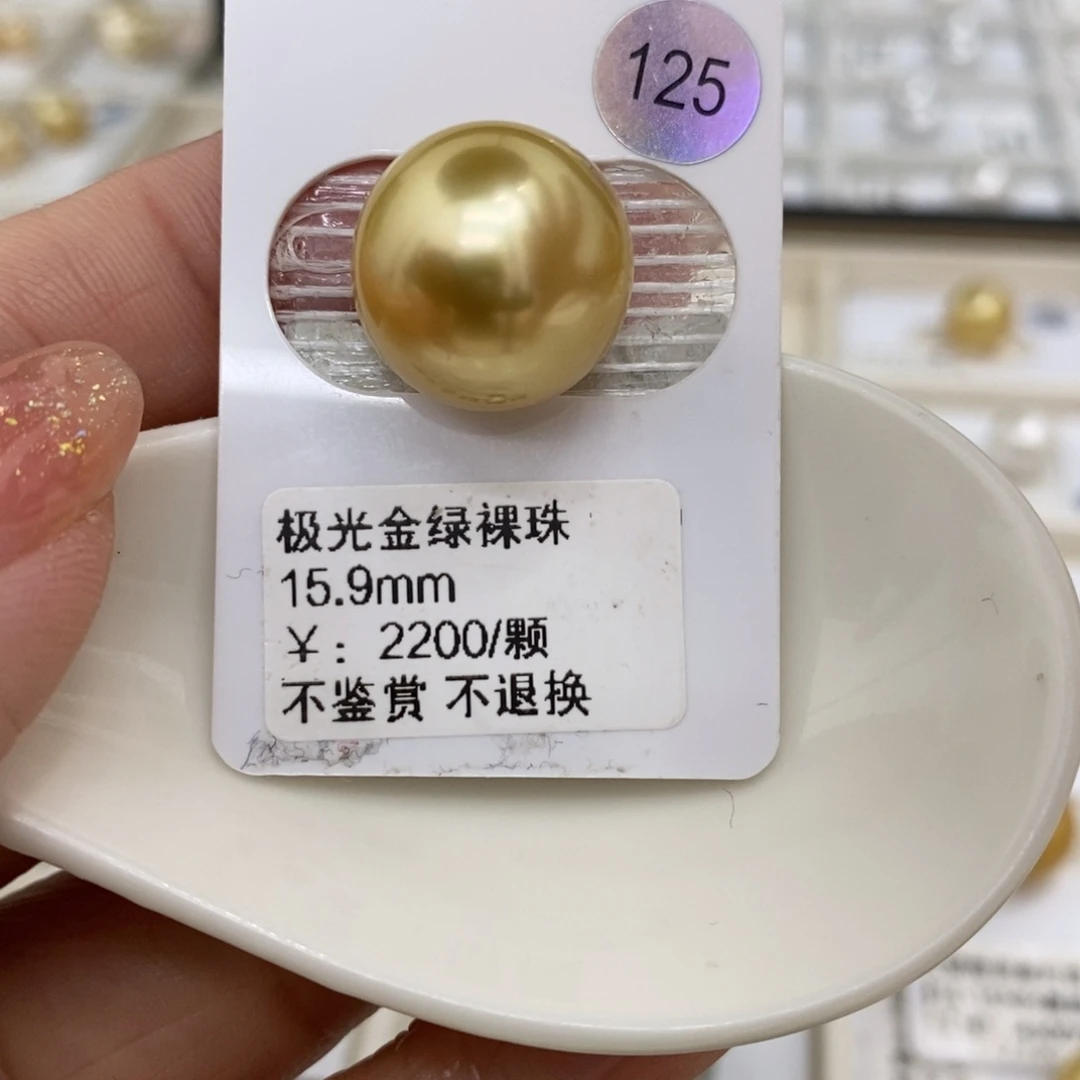 125
极光金绿裸珠
15.9mm
¥：2200/颗
不鉴赏 不退换